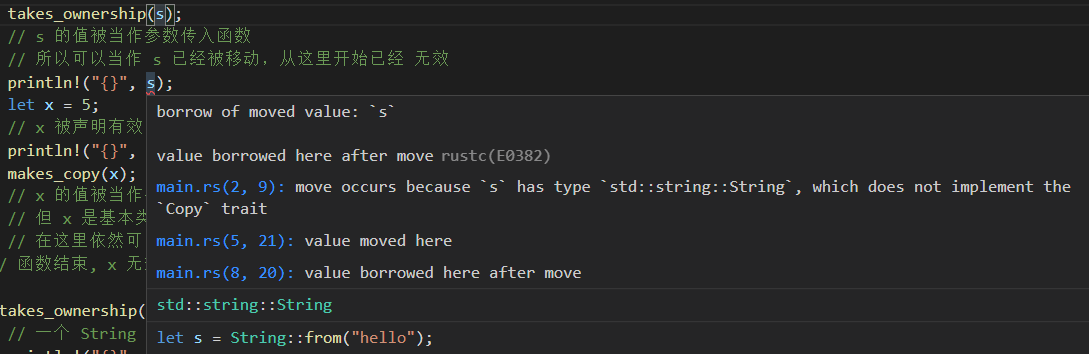 takes_ownership(s);
// s 的值被当作参数传入函数
// 所以可以当作 s 已经被移动，从这里开始已经 无效
println!("{}", s);
let x = 5;
// x 被声明有效
println!("{}",
makes_copy(x);
// x 的值被当作
// 但 x 是基本类
// 在这里依然可
/ 函数结束, x 无
takes_ownership(
// 一个 String
borrow of moved value: `s`
value borrowed here after move rustc(E0382)
main.rs(2, 9): move occurs because `s` has type `std::string::String`, which does not implement the
`Copy` trait
main.rs(5, 21): value moved here
main.rs(8, 20): value borrowed here after move
std::string::String
let s = String::from("hello");